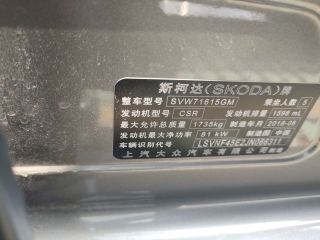 斯柯达(SKODA)牌
整车型号 SVW71615GM 乘坐人数 5
发动机型号 CSR 发动机排量 1598 mL
最大允许总质量 1735kg 制造年月 2018-06
发动机最大净功率 81 kW 制造国 中国
车辆识别代号 LSVNF45E2JN066311
上汽大众汽车有限公司